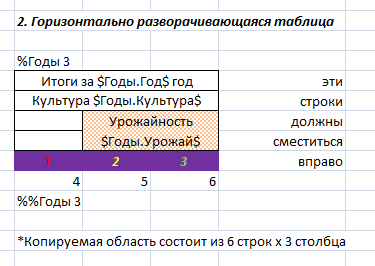 2. Горизонтально разворачивающаяся таблица
%Годы 3
Итоги за $Годы.Год$ год эти
Культура $Годы.Культура$ строки
Урожайность должны
$Годы.Урожай$ сместиться
1 2 3 вправо
4 5 6
%%Годы 3
*Копируемая область состоит из 6 строк x 3 столбца